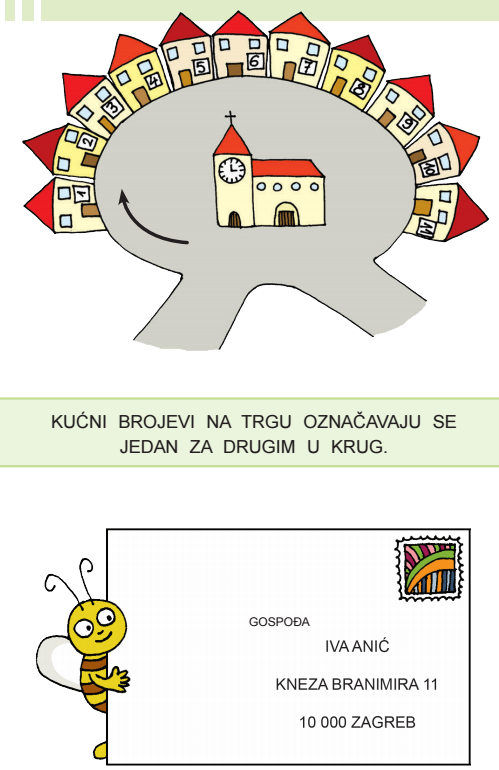 1
2
3
4
5
6
7
8
9
10
11
KUĆNI BROJEVI NA TRGU OZNAČAVAJU SE
JEDAN ZA DRUGIM U KRUG.
GOSPOĐA
IVA ANIĆ
KNEZA BRANIMIRA 11
10 000 ZAGREB